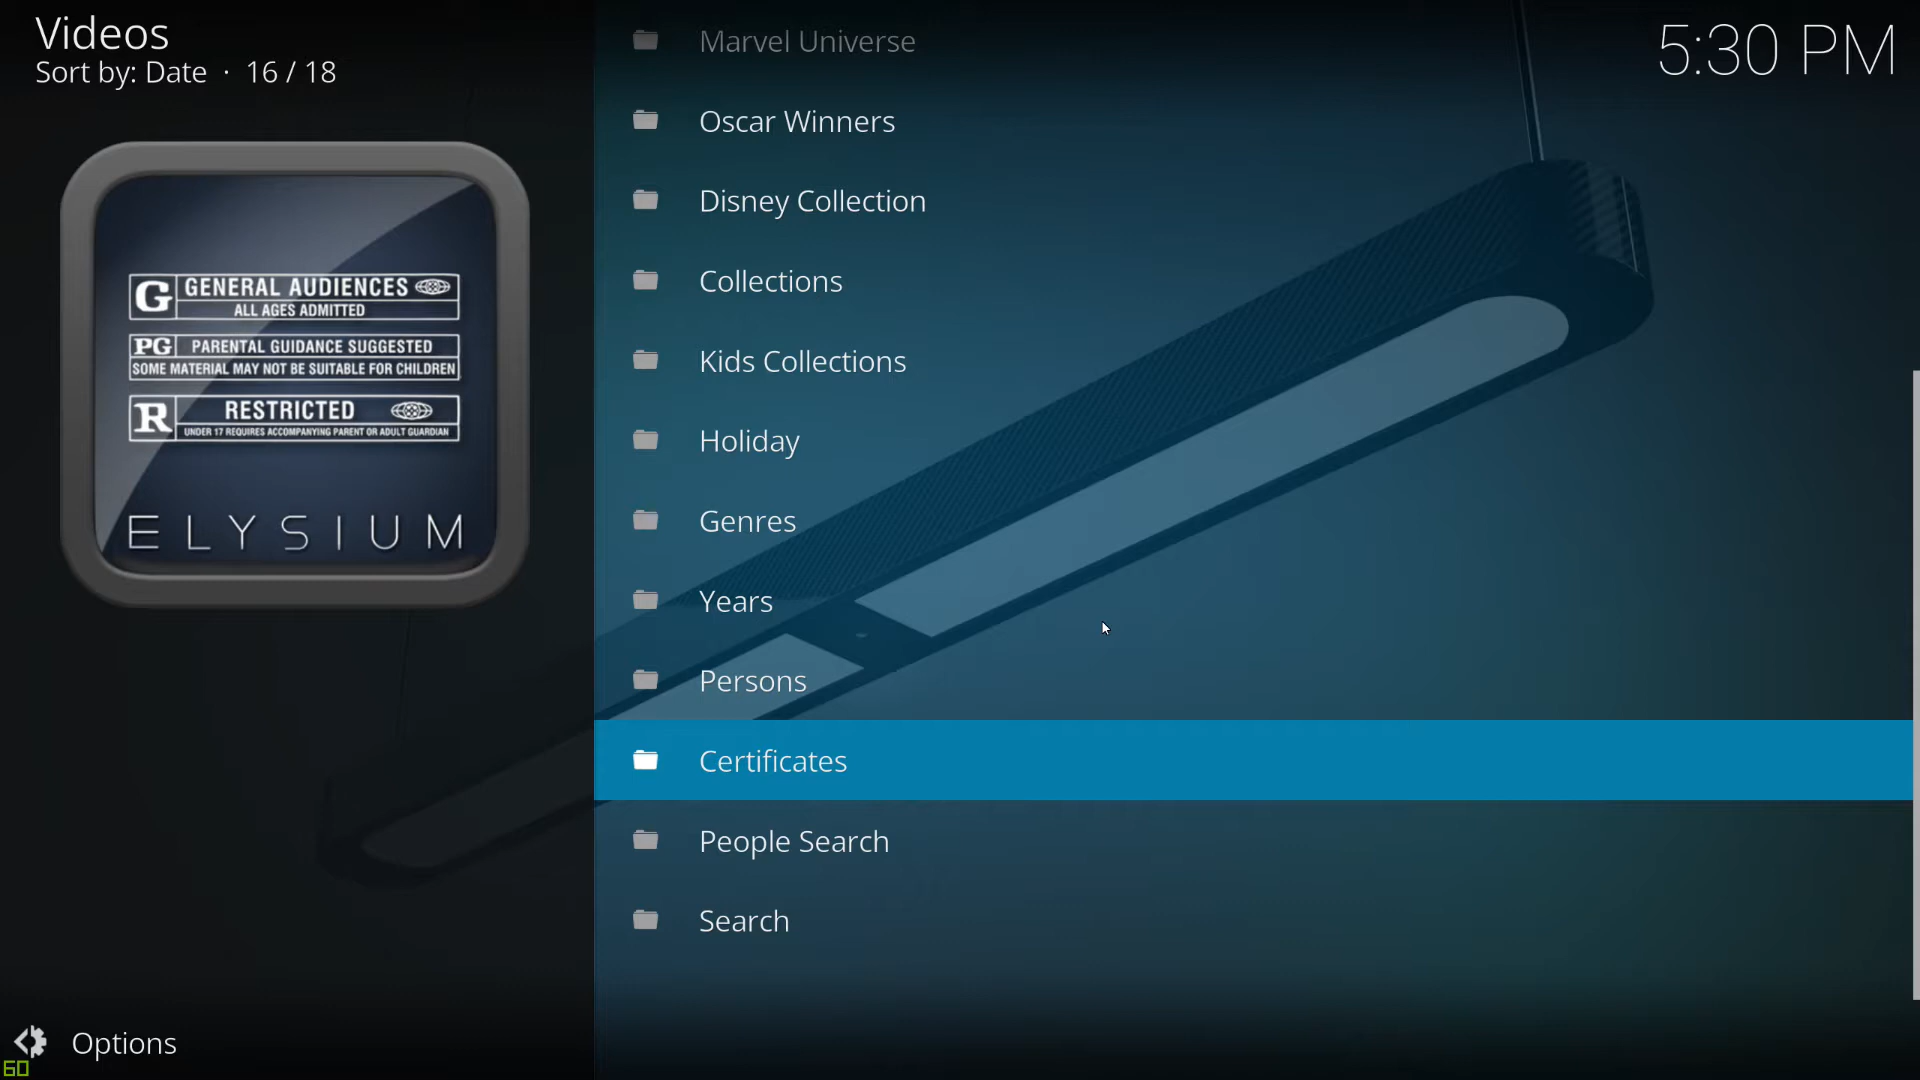 Videos
Sort by: Date · 16 / 18
5:30 PM
G GENERAL AUDIENCES
ALL AGES ADMITTED
PG PARENTAL GUIDANCE SUGGESTED
SOME MATERIAL MAY NOT BE SUITABLE FOR CHILDREN
R RESTRICTED
UNDER 17 REQUIRES ACCOMPANYING PARENT OR ADULT GUARDIAN
ELYSIUM
Marvel Universe
Oscar Winners
Disney Collection
Collections
Kids Collections
Holiday
Genres
Years
Persons
Certificates
People Search
Search
Options
60